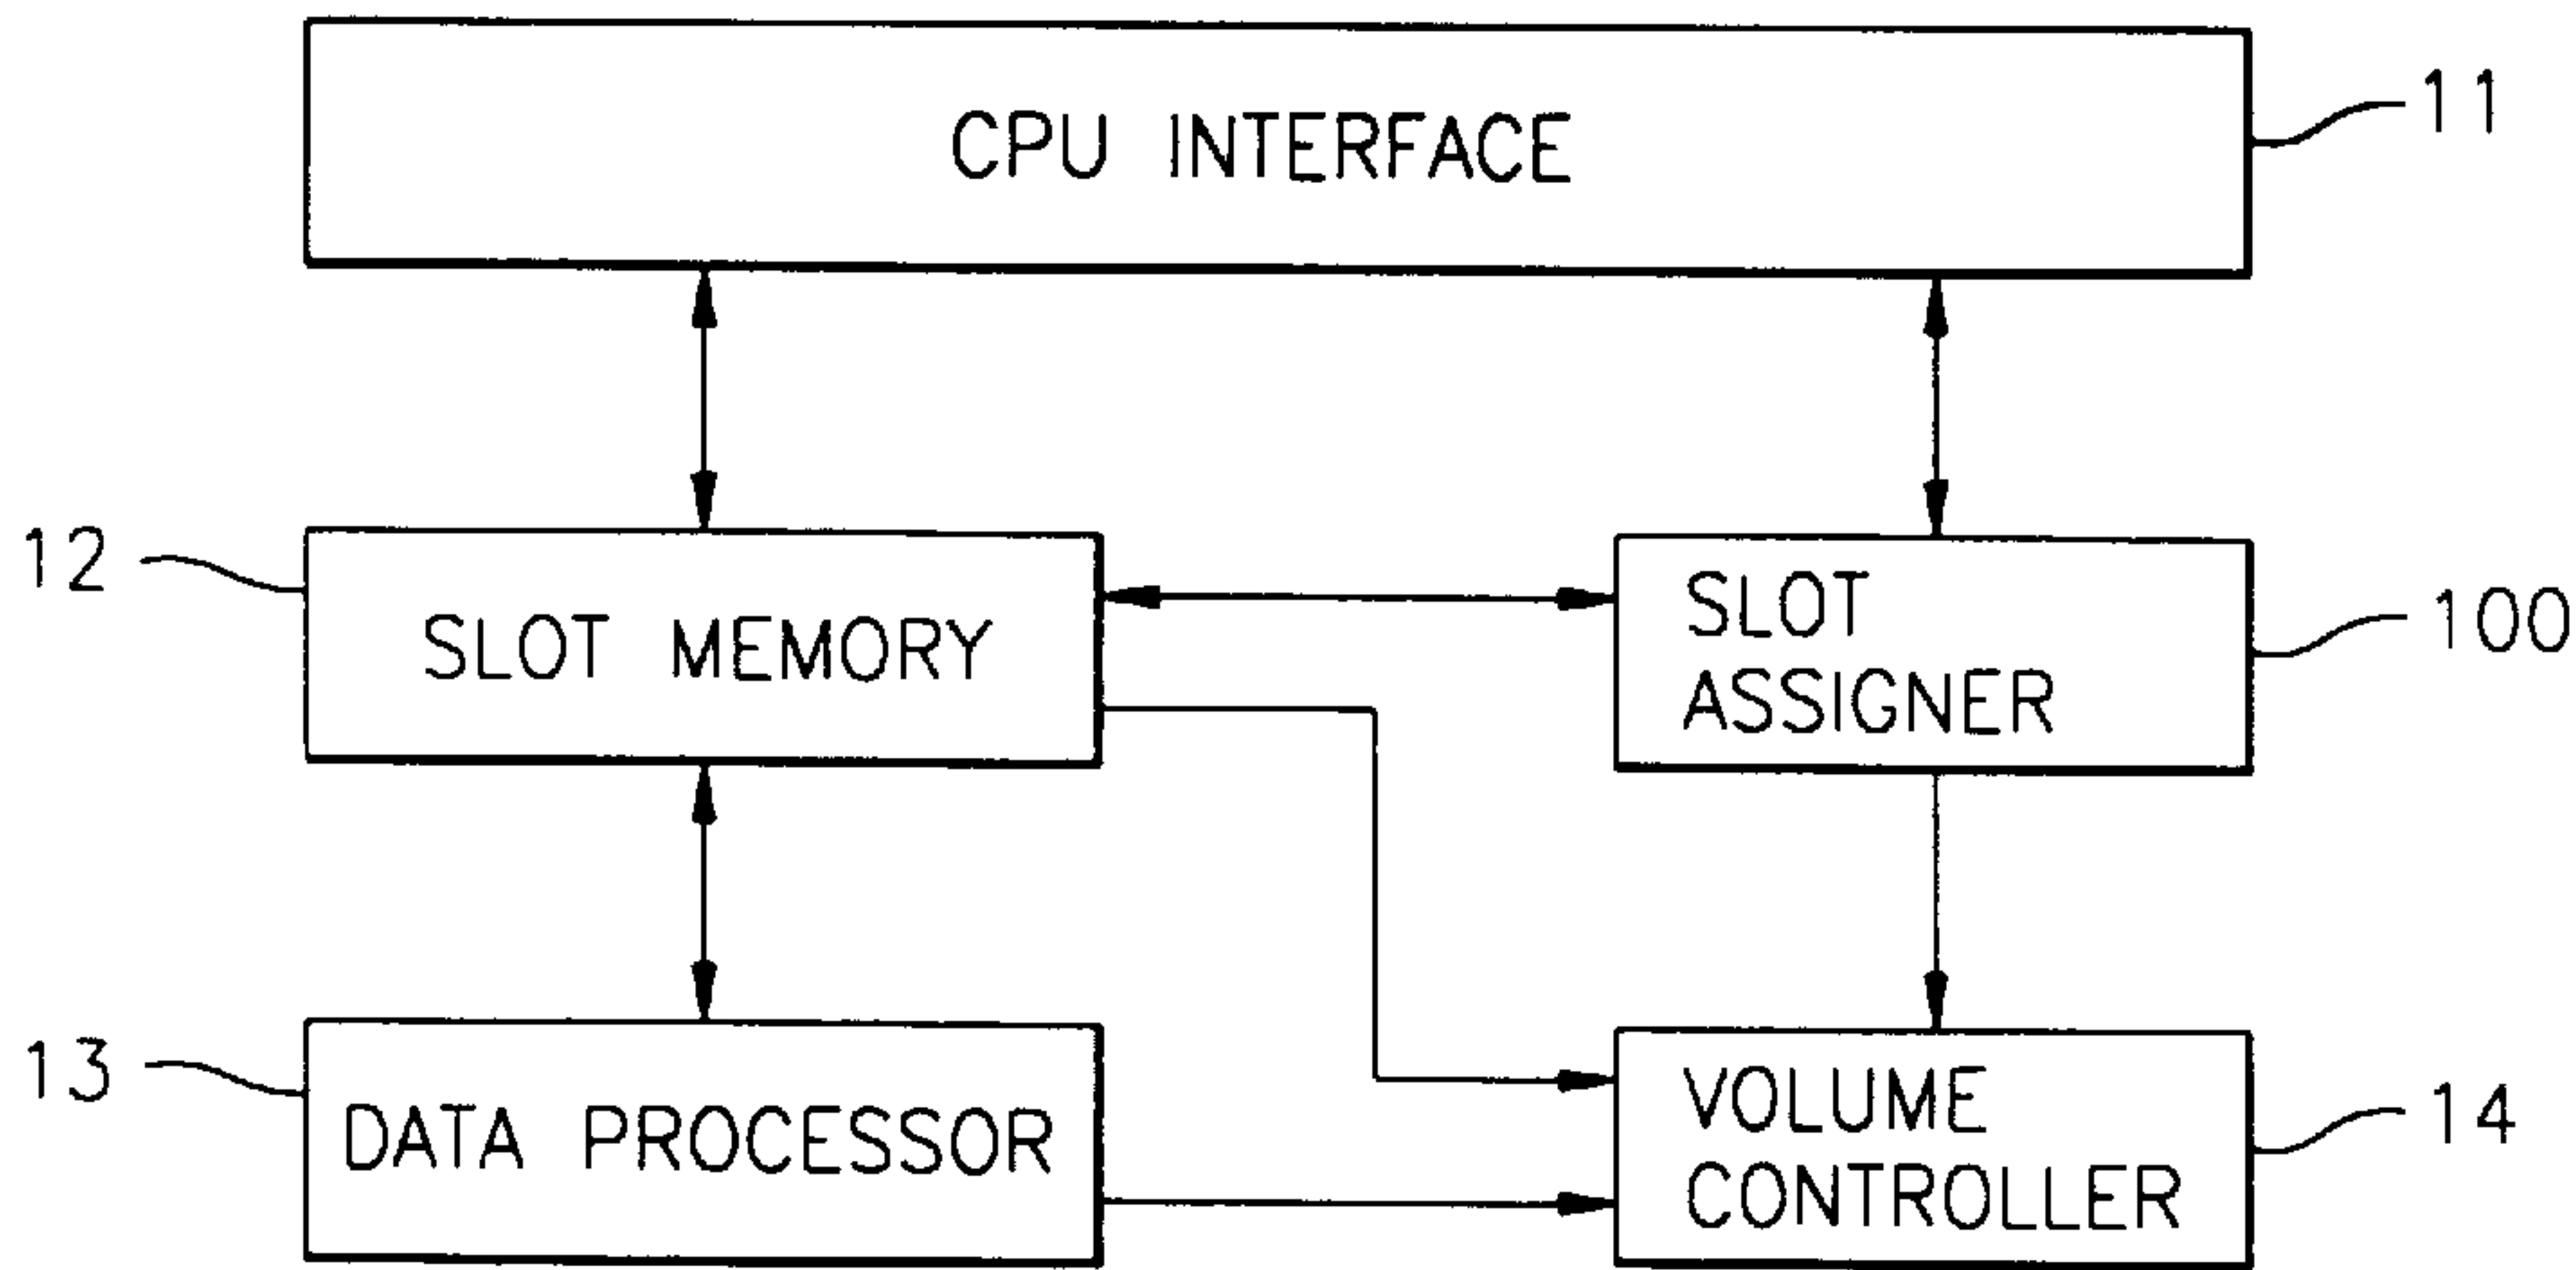 CPU INTERFACE
11
12
SLOT MEMORY
SLOT
ASSIGNER
100
13
DATA PROCESSOR
VOLUME
CONTROLLER
14